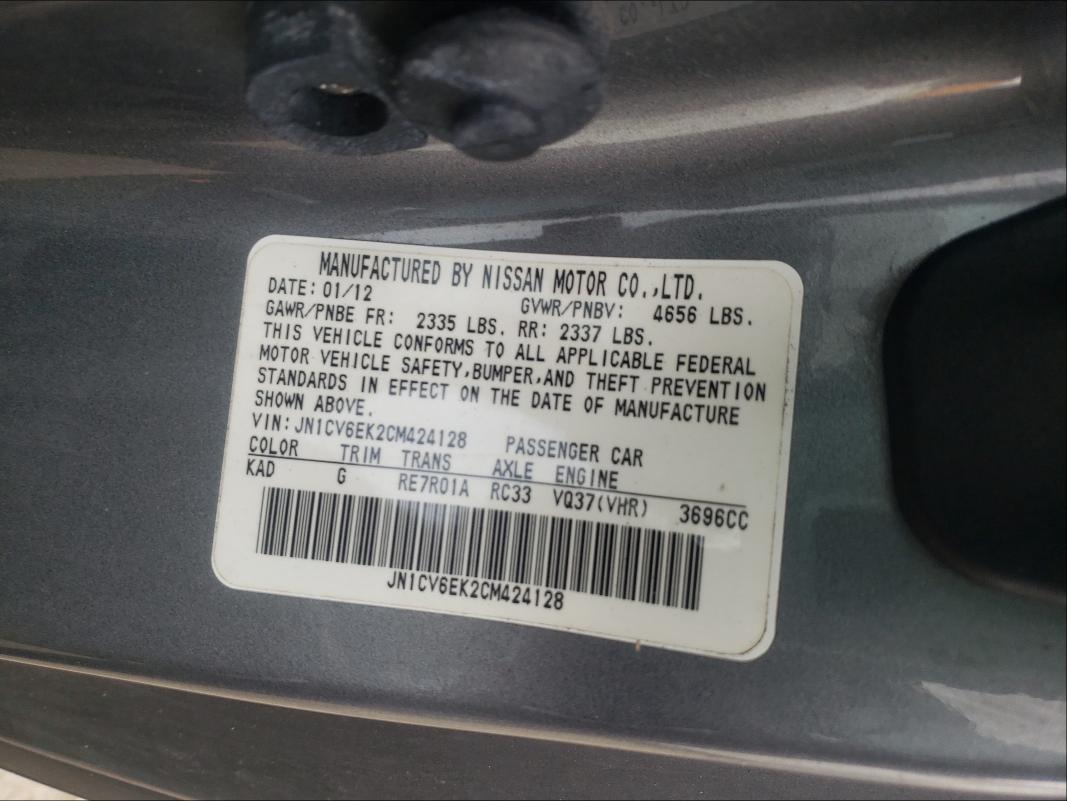 MANUFACTURED BY NISSAN MOTOR CO.,LTD.
DATE: 01/12 GVWR/PNBV: 4656 LBS.
GAWR/PNBE FR: 2335 LBS. RR: 2337 LBS.
THIS VEHICLE CONFORMS TO ALL APPLICABLE FEDERAL
MOTOR VEHICLE SAFETY,BUMPER,AND THEFT PREVENTION
STANDARDS IN EFFECT ON THE DATE OF MANUFACTURE
SHOWN ABOVE.
VIN:JN1CV6EK2CM424128 PASSENGER CAR
COLOR TRIM TRANS AXLE ENGINE
KAD G RE7R01A RC33 VQ37(VHR) 3696CC
JN1CV6EK2CM424128